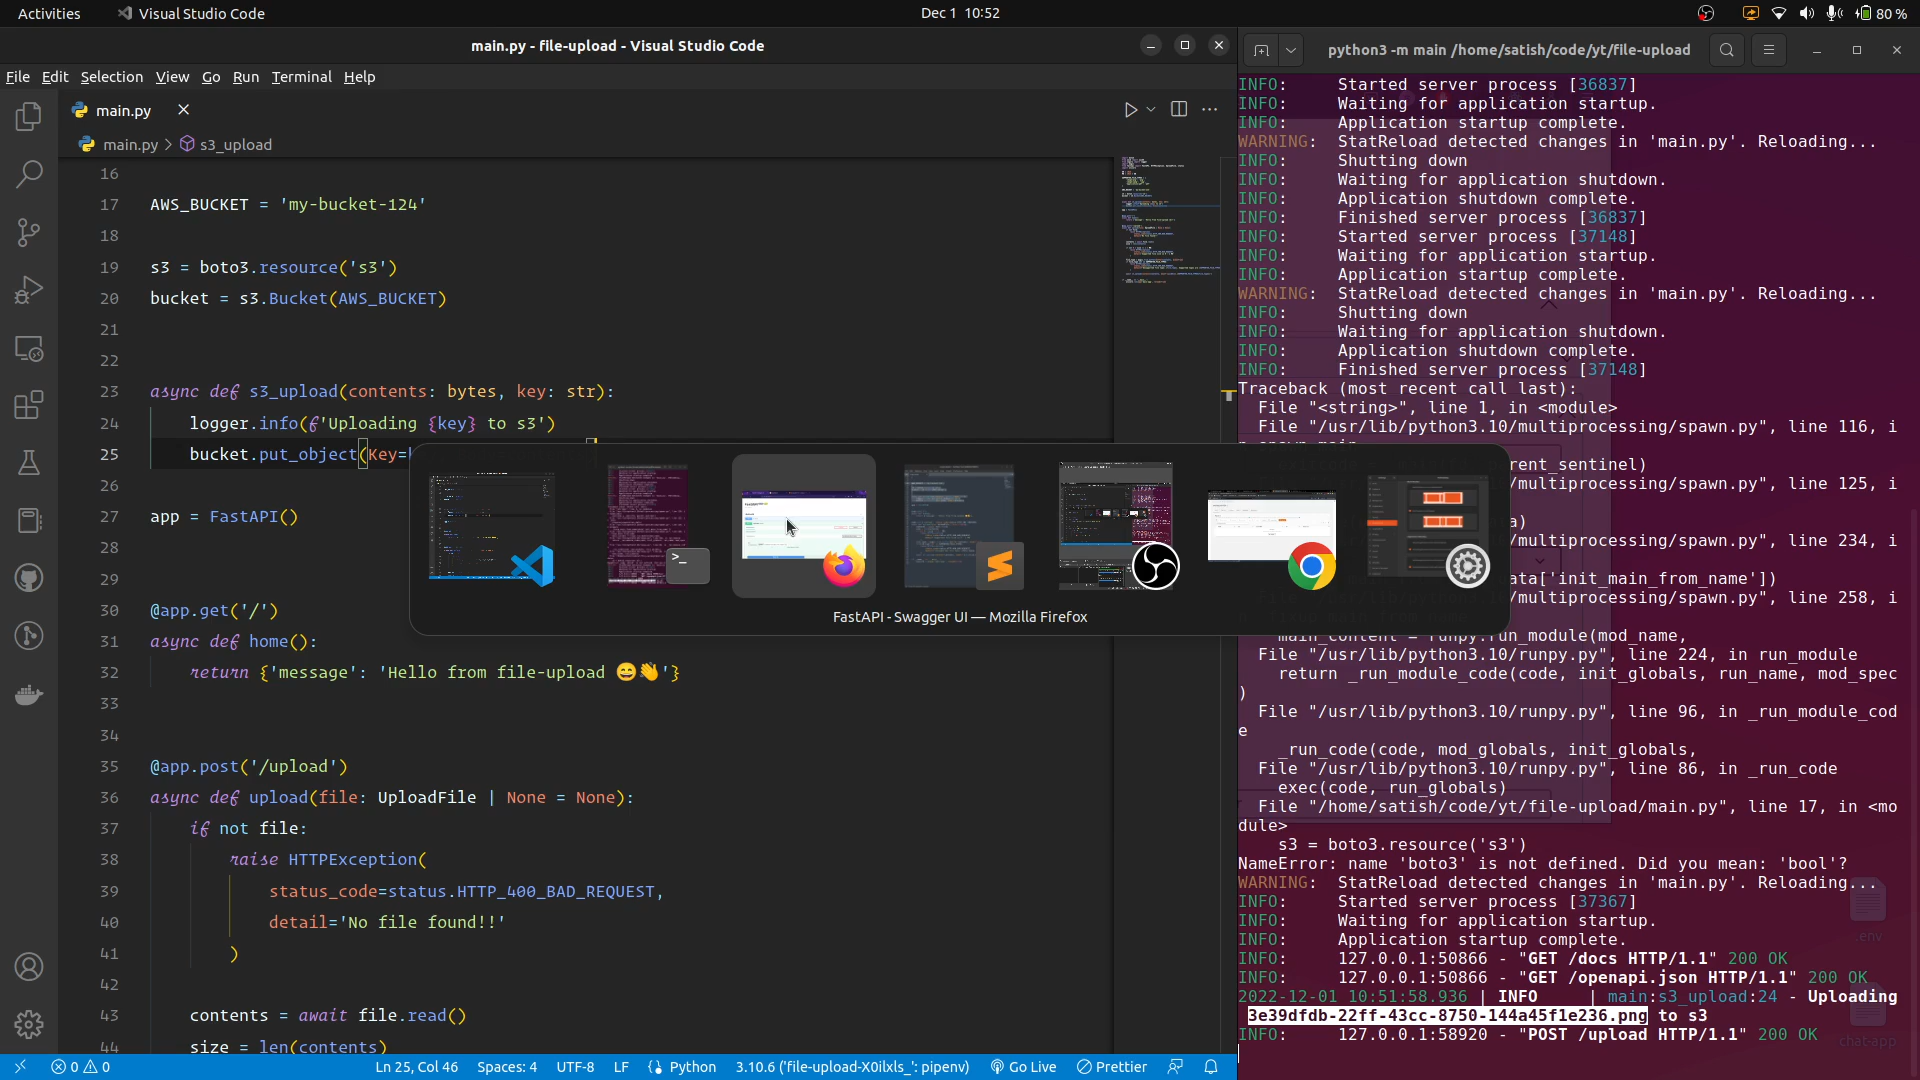 Activities
Visual Studio Code
Dec 1 10:52
80 %
main.py - file-upload - Visual Studio Code
File Edit Selection View Go Run Terminal Help
main.py
main.py > s3_upload
16
17 AWS_BUCKET = 'my-bucket-124'
18
19 s3 = boto3.resource('s3')
20 bucket = s3.Bucket(AWS_BUCKET)
21
22
23 async def s3_upload(contents: bytes, key: str):
24 logger.info(f'Uploading {key} to s3')
25 bucket.put_object(Key=
26
27 app = FastAPI()
28
29
30 @app.get('/')
31 async def home():
32 return {'message': 'Hello from file-upload 😄👋'}
33
34
35 @app.post('/upload')
36 async def upload(file: UploadFile | None = None):
37 if not file:
38 raise HTTPException(
39 status_code=status.HTTP_400_BAD_REQUEST,
40 detail='No file found!!'
41 )
42
43 contents = await file.read()
44 size = len(contents)
FastAPI - Swagger UI — Mozilla Firefox
0 0
Ln 25, Col 46
Spaces: 4
UTF-8
LF
Python
3.10.6 ('file-upload-X0ilxls_': pipenv)
Go Live
Prettier
python3 -m main /home/satish/code/yt/file-upload
INFO: Started server process [36837]
INFO: Waiting for application startup.
INFO: Application startup complete.
WARNING: StatReload detected changes in 'main.py'. Reloading...
INFO: Shutting down
INFO: Waiting for application shutdown.
INFO: Application shutdown complete.
INFO: Finished server process [36837]
INFO: Started server process [37148]
INFO: Waiting for application startup.
INFO: Application startup complete.
WARNING: StatReload detected changes in 'main.py'. Reloading...
INFO: Shutting down
INFO: Waiting for application shutdown.
INFO: Application shutdown complete.
INFO: Finished server process [37148]
Traceback (most recent call last):
File "<string>", line 1, in <module>
File "/usr/lib/python3.10/multiprocessing/spawn.py", line 116, i
n spawn_main
parent_sentinel)
/multiprocessing/spawn.py", line 125, i
a)
/multiprocessing/spawn.py", line 234, i
ata['init_main_from_name'])
/multiprocessing/spawn.py", line 258, i
main_content = runpy.run_module(mod_name,
File "/usr/lib/python3.10/runpy.py", line 224, in run_module
return _run_module_code(code, init_globals, run_name, mod_spec
)
File "/usr/lib/python3.10/runpy.py", line 96, in _run_module_cod
e
_run_code(code, mod_globals, init_globals,
File "/usr/lib/python3.10/runpy.py", line 86, in _run_code
exec(code, run_globals)
File "/home/satish/code/yt/file-upload/main.py", line 17, in <mo
dule>
s3 = boto3.resource('s3')
NameError: name 'boto3' is not defined. Did you mean: 'bool'?
WARNING: StatReload detected changes in 'main.py'. Reloading...
INFO: Started server process [37367]
INFO: Waiting for application startup.
INFO: Application startup complete.
INFO: 127.0.0.1:50866 - "GET /docs HTTP/1.1" 200 OK
INFO: 127.0.0.1:50866 - "GET /openapi.json HTTP/1.1" 200 OK
2022-12-01 10:51:58.936 | INFO | main:s3_upload:24 - Uploading
3e39dfdb-22ff-43cc-8750-144a45f1e236.png to s3
INFO: 127.0.0.1:58920 - "POST /upload HTTP/1.1" 200 OK
.env
chat-app